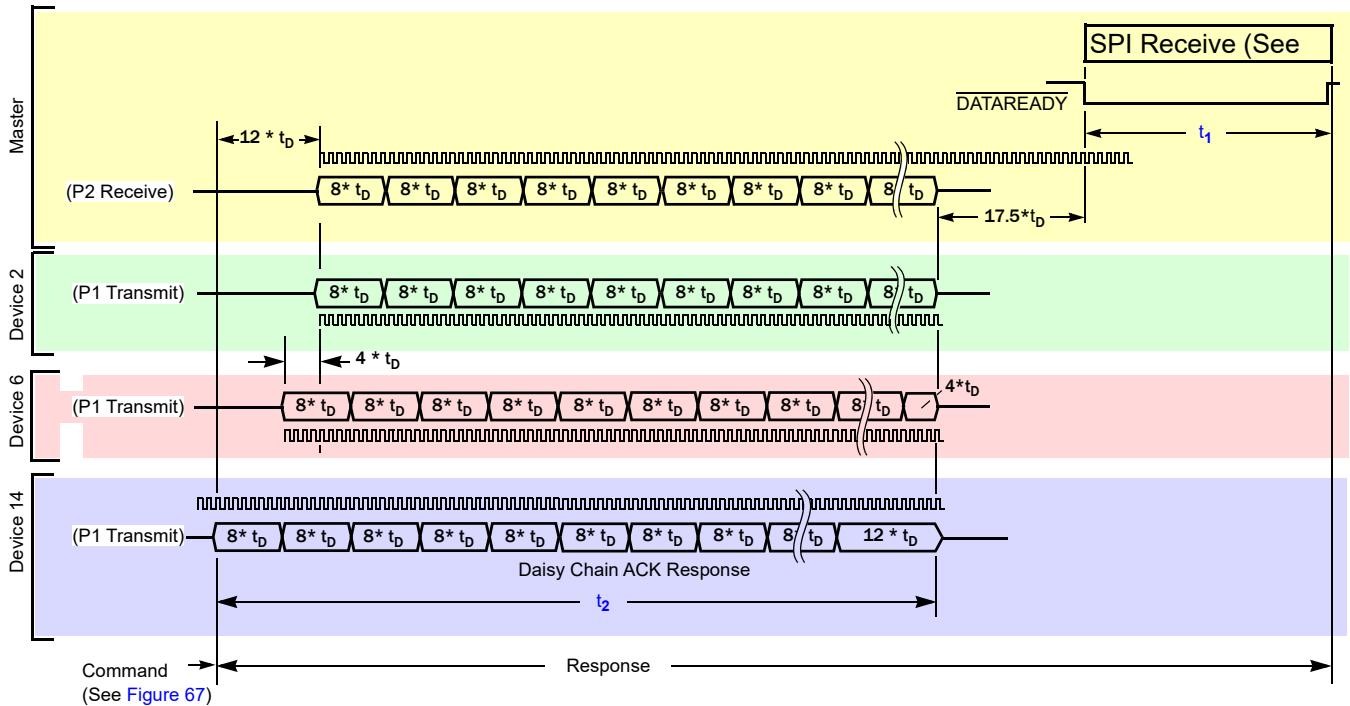 SPI Receive (See
DATAREADY
t1
12 * tD
Master
(P2 Receive)
8* tD 8* tD 8* tD 8* tD 8* tD 8* tD 8* tD 8* tD 8 tD
17.5*tD
Device 2
(P1 Transmit)
8* tD 8* tD 8* tD 8* tD 8* tD 8* tD 8* tD 8* tD 8* tD
4 * tD
Device 6
(P1 Transmit)
8* tD 8* tD 8* tD 8* tD 8* tD 8* tD 8* tD 8* tD 8* tD
4*tD
Device 14
(P1 Transmit)
8* tD 8* tD 8* tD 8* tD 8* tD 8* tD 8* tD 8* tD 8* tD 12 * tD
Daisy Chain ACK Response
t2
Command
(See Figure 67)
Response